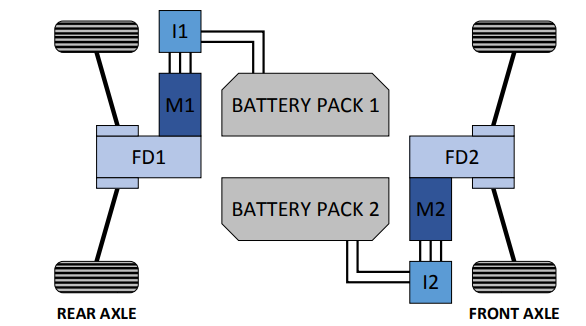 I1
M1
BATTERY PACK 1
FD1
FD2
BATTERY PACK 2
M2
I2
REAR AXLE
FRONT AXLE